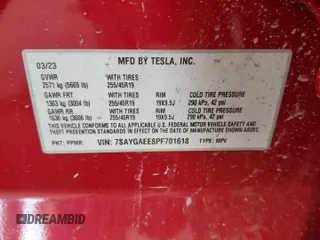 MFD BY TESLA, INC.
03/23
GVWR WITH TIRES
2571 kg (5669 lb) 255/45R19
GAWR FRT WITH TIRES RIM COLD TIRE PRESSURE
1363 kg (3004 lb) 255/45R19 19X9.5J 290 kPa, 42 psi
GAWR RR WITH TIRES RIM COLD TIRE PRESSURE
1636 kg (3606 lb) 255/45R19 19X9.5J 290 kPa, 42 psi
THIS VEHICLE CONFORMS TO ALL APPLICABLE U.S. FEDERAL MOTOR VEHICLE SAFETY AND
THEFT PREVENTION STANDARDS IN EFFECT ON THE DATE OF MANUFACTURE SHOWN ABOVE.
PNT: PPMR VIN: 7SAYGAEE8PF701618 TYPE: MPV
DREAMBID